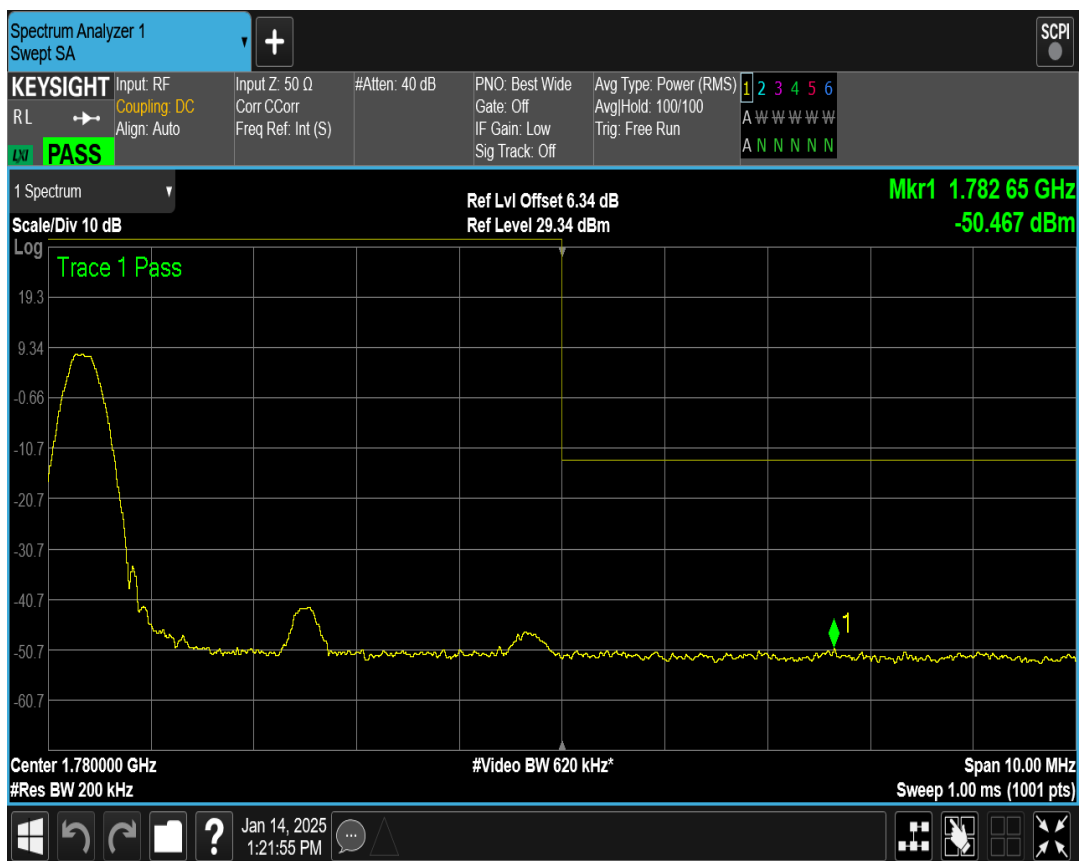 Spectrum Analyzer 1
Swept SA
SCPI
KEYSIGHT
RL
LXI PASS
Input: RF
Coupling: DC
Align: Auto
Input Z: 50 Ω
Corr CCorr
Freq Ref: Int (S)
#Atten: 40 dB
PNO: Best Wide
Gate: Off
IF Gain: Low
Sig Track: Off
Avg Type: Power (RMS)
Avg|Hold: 100/100
Trig: Free Run
1 2 3 4 5 6
A W W W W W
A N N N N N
1 Spectrum
Scale/Div 10 dB
Ref Lvl Offset 6.34 dB
Ref Level 29.34 dBm
Mkr1 1.782 65 GHz
-50.467 dBm
Log
Trace 1 Pass
19.3
9.34
-0.66
-10.7
-20.7
-30.7
-40.7
-50.7
-60.7
1
Center 1.780000 GHz
#Video BW 620 kHz*
Span 10.00 MHz
#Res BW 200 kHz
Sweep 1.00 ms (1001 pts)
?
Jan 14, 2025
1:21:55 PM